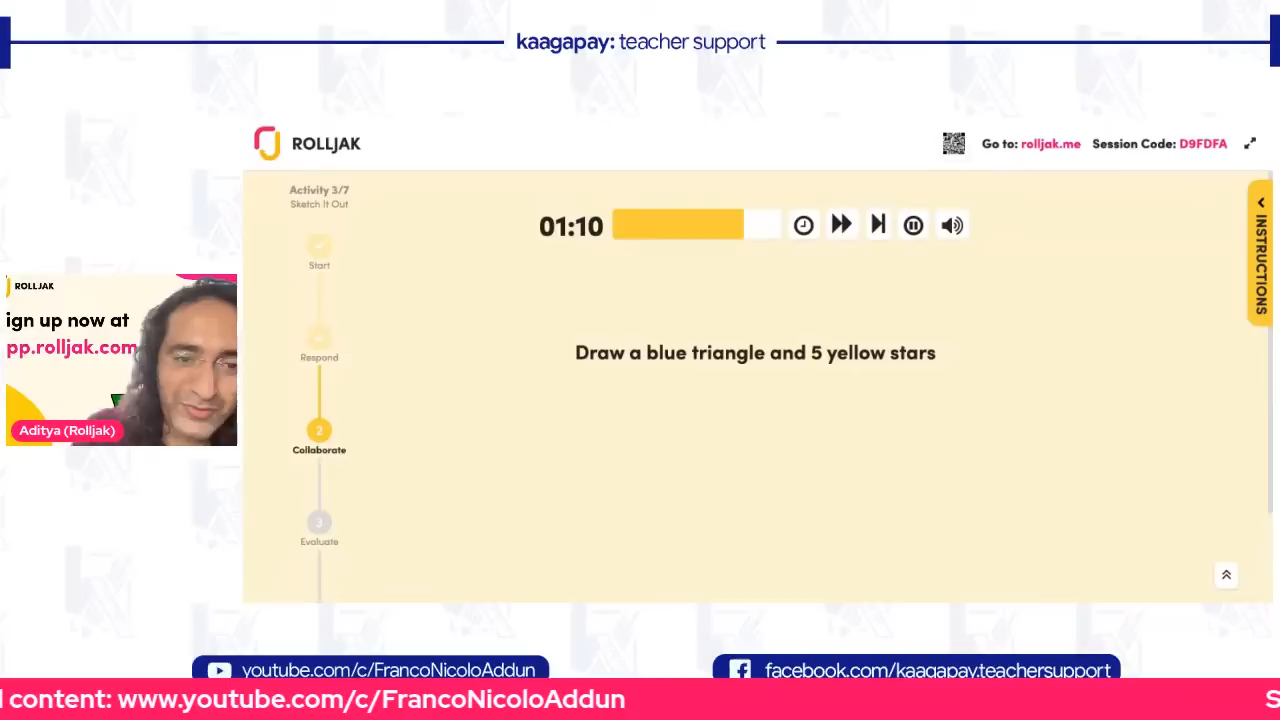 kaagapay: teacher support
ROLLJAK
Go to: rolljak.me Session Code: D9FDFA
Activity 3/7
Sketch It Out
01:10
Start
INSTRUCTIONS
ROLLJAK
ign up now at
pp.rolljak.com
Aditya (Rolljak)
Respond
Draw a blue triangle and 5 yellow stars
2
Collaborate
3
Evaluate
youtube.com/c/FrancoNicoloAddun
facebook.com/kaagapay.teachersupport
l content: www.youtube.com/c/FrancoNicoloAddun
S